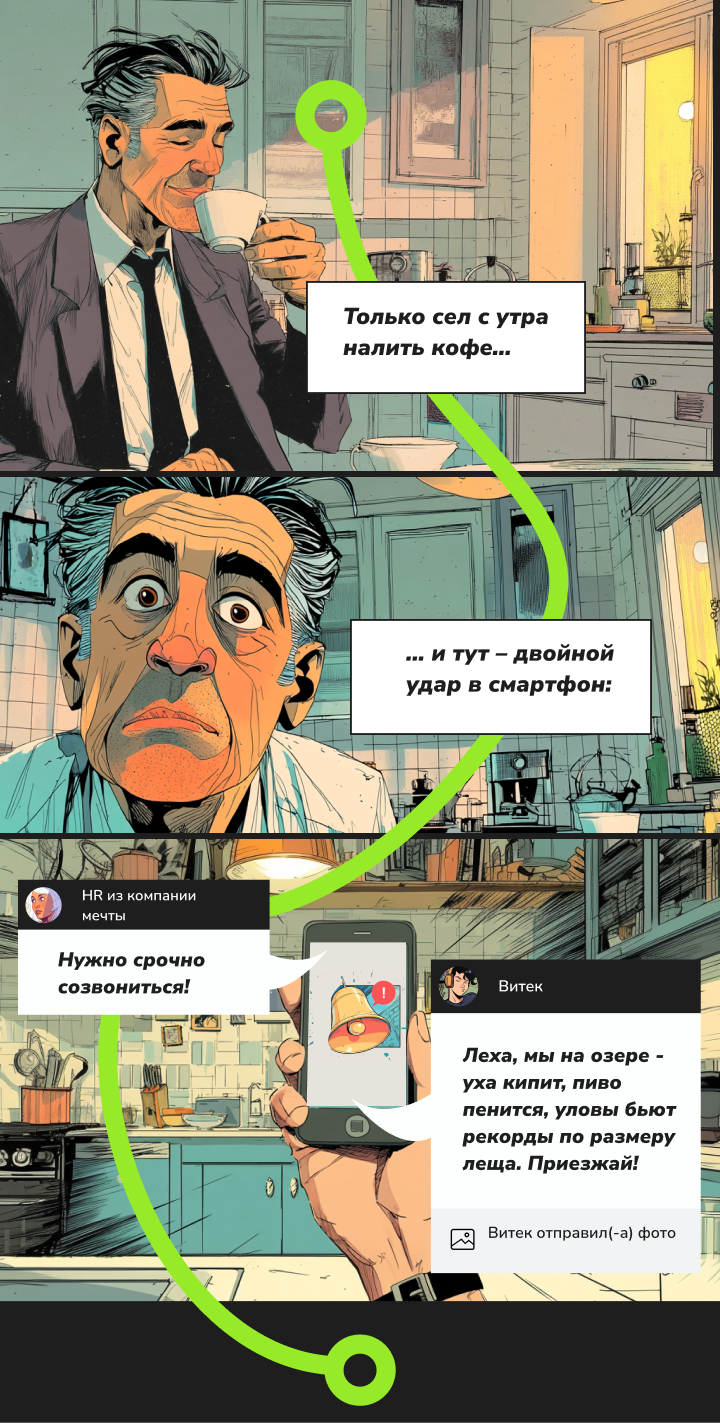 Только сел с утра
налить кофе...
... и тут – двойной
удар в смартфон:
HR из компании
мечты
Нужно срочно
созвониться!
!
Витек
Леха, мы на озере -
уха кипит, пиво
пенится, уловы бьют
рекорды по размеру
леща. Приезжай!
Витек отправил(-а) фото